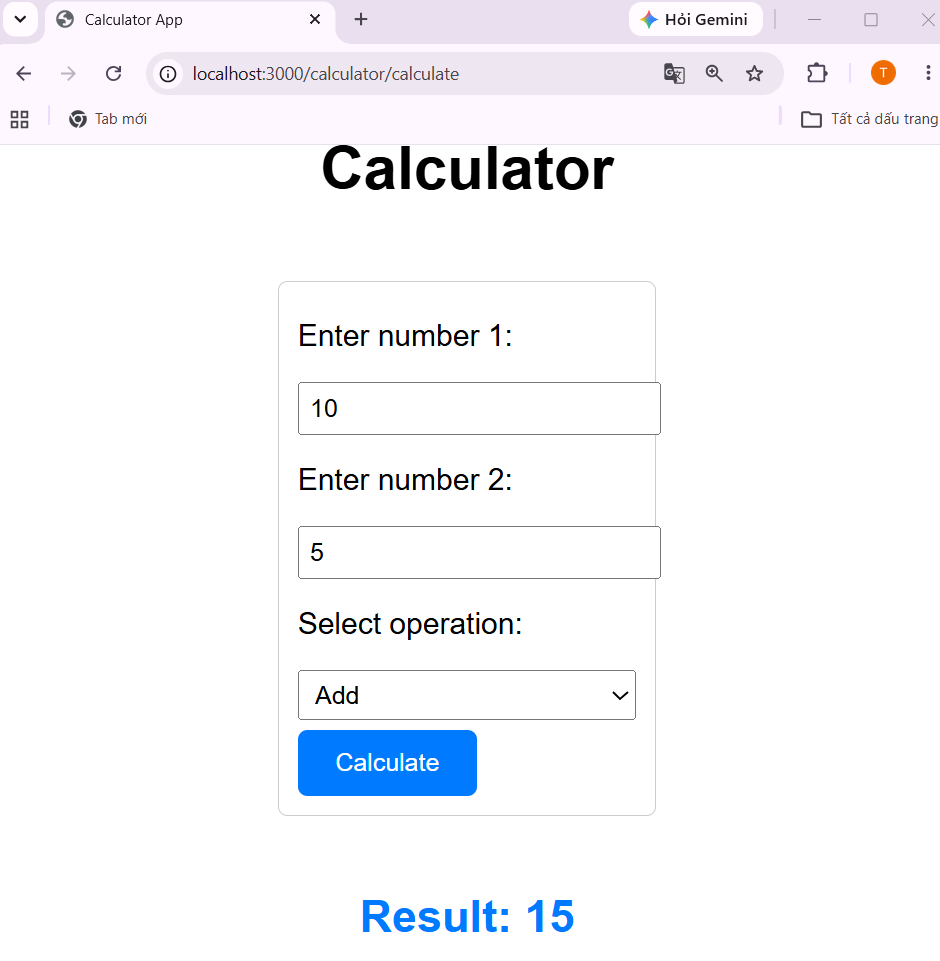 Calculator App
Hỏi Gemini
localhost:3000/calculator/calculate
T
Tab mới
Tất cả dấu trang
Calculator
Enter number 1:
10
Enter number 2:
5
Select operation:
Add
Calculate
Result: 15